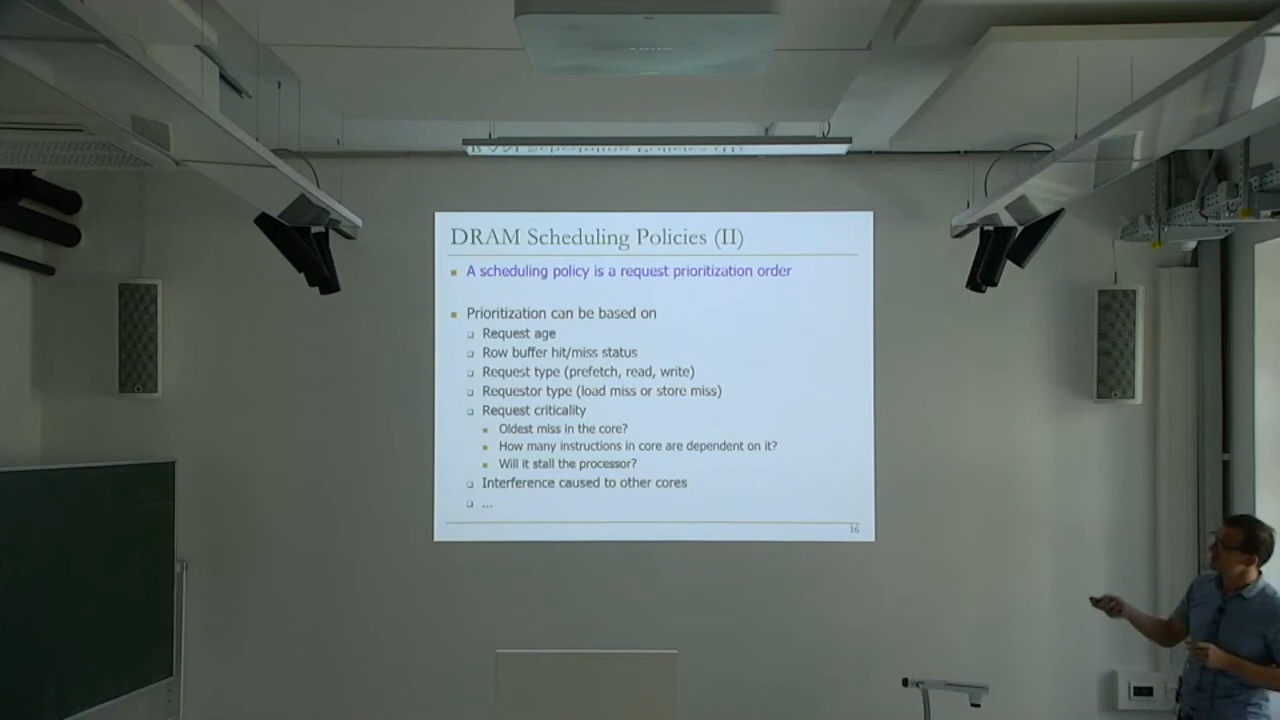 DRAM Scheduling Policies (II)
A scheduling policy is a request prioritization order
Prioritization can be based on
Request age
Row buffer hit/miss status
Request type (prefetch, read, write)
Requestor type (load miss or store miss)
Request criticality
Oldest miss in the core?
How many instructions in core are dependent on it?
Will it stall the processor?
Interference caused to other cores
...
16